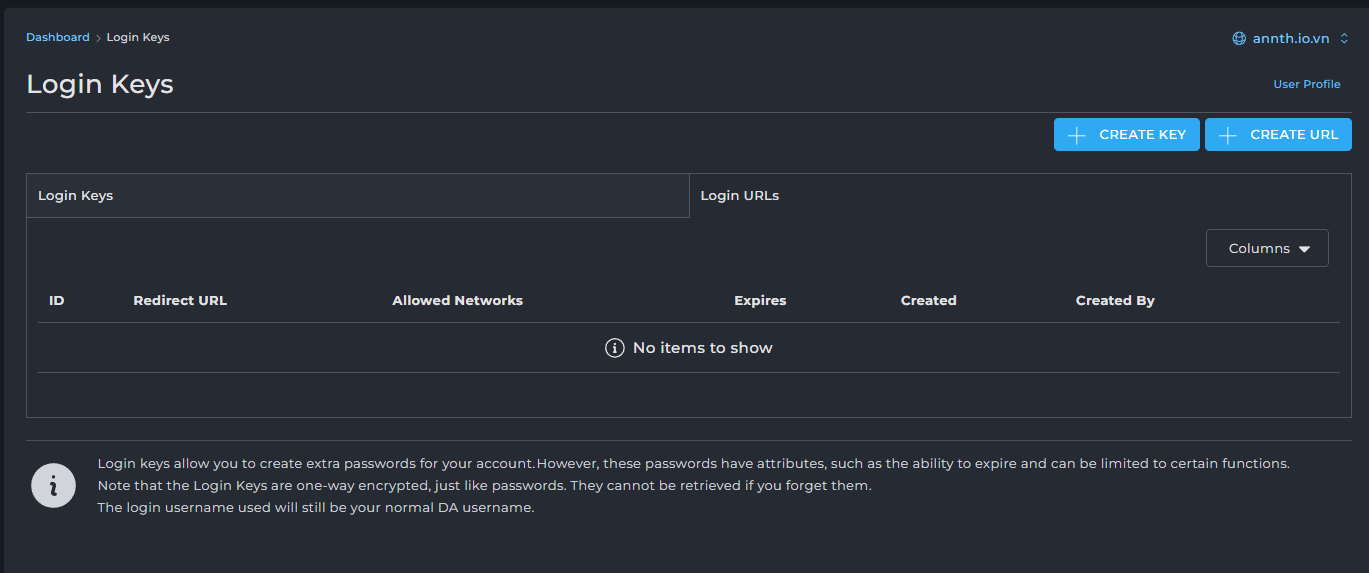 Dashboard > Login Keys
annth.io.vn
Login Keys
User Profile
CREATE KEY
CREATE URL
Login Keys
Login URLs
Columns
ID Redirect URL Allowed Networks Expires Created Created By
No items to show
Login keys allow you to create extra passwords for your account.However, these passwords have attributes, such as the ability to expire and can be limited to certain functions.
Note that the Login Keys are one-way encrypted, just like passwords. They cannot be retrieved if you forget them.
The login username used will still be your normal DA username.